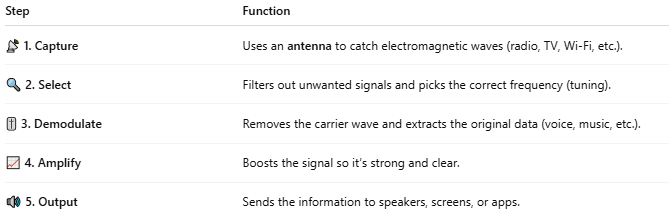 Step Function
📡 1. Capture Uses an antenna to catch electromagnetic waves (radio, TV, Wi-Fi, etc.).
🔍 2. Select Filters out unwanted signals and picks the correct frequency (tuning).
🎚 3. Demodulate Removes the carrier wave and extracts the original data (voice, music, etc.).
📈 4. Amplify Boosts the signal so it's strong and clear.
🔊 5. Output Sends the information to speakers, screens, or apps.